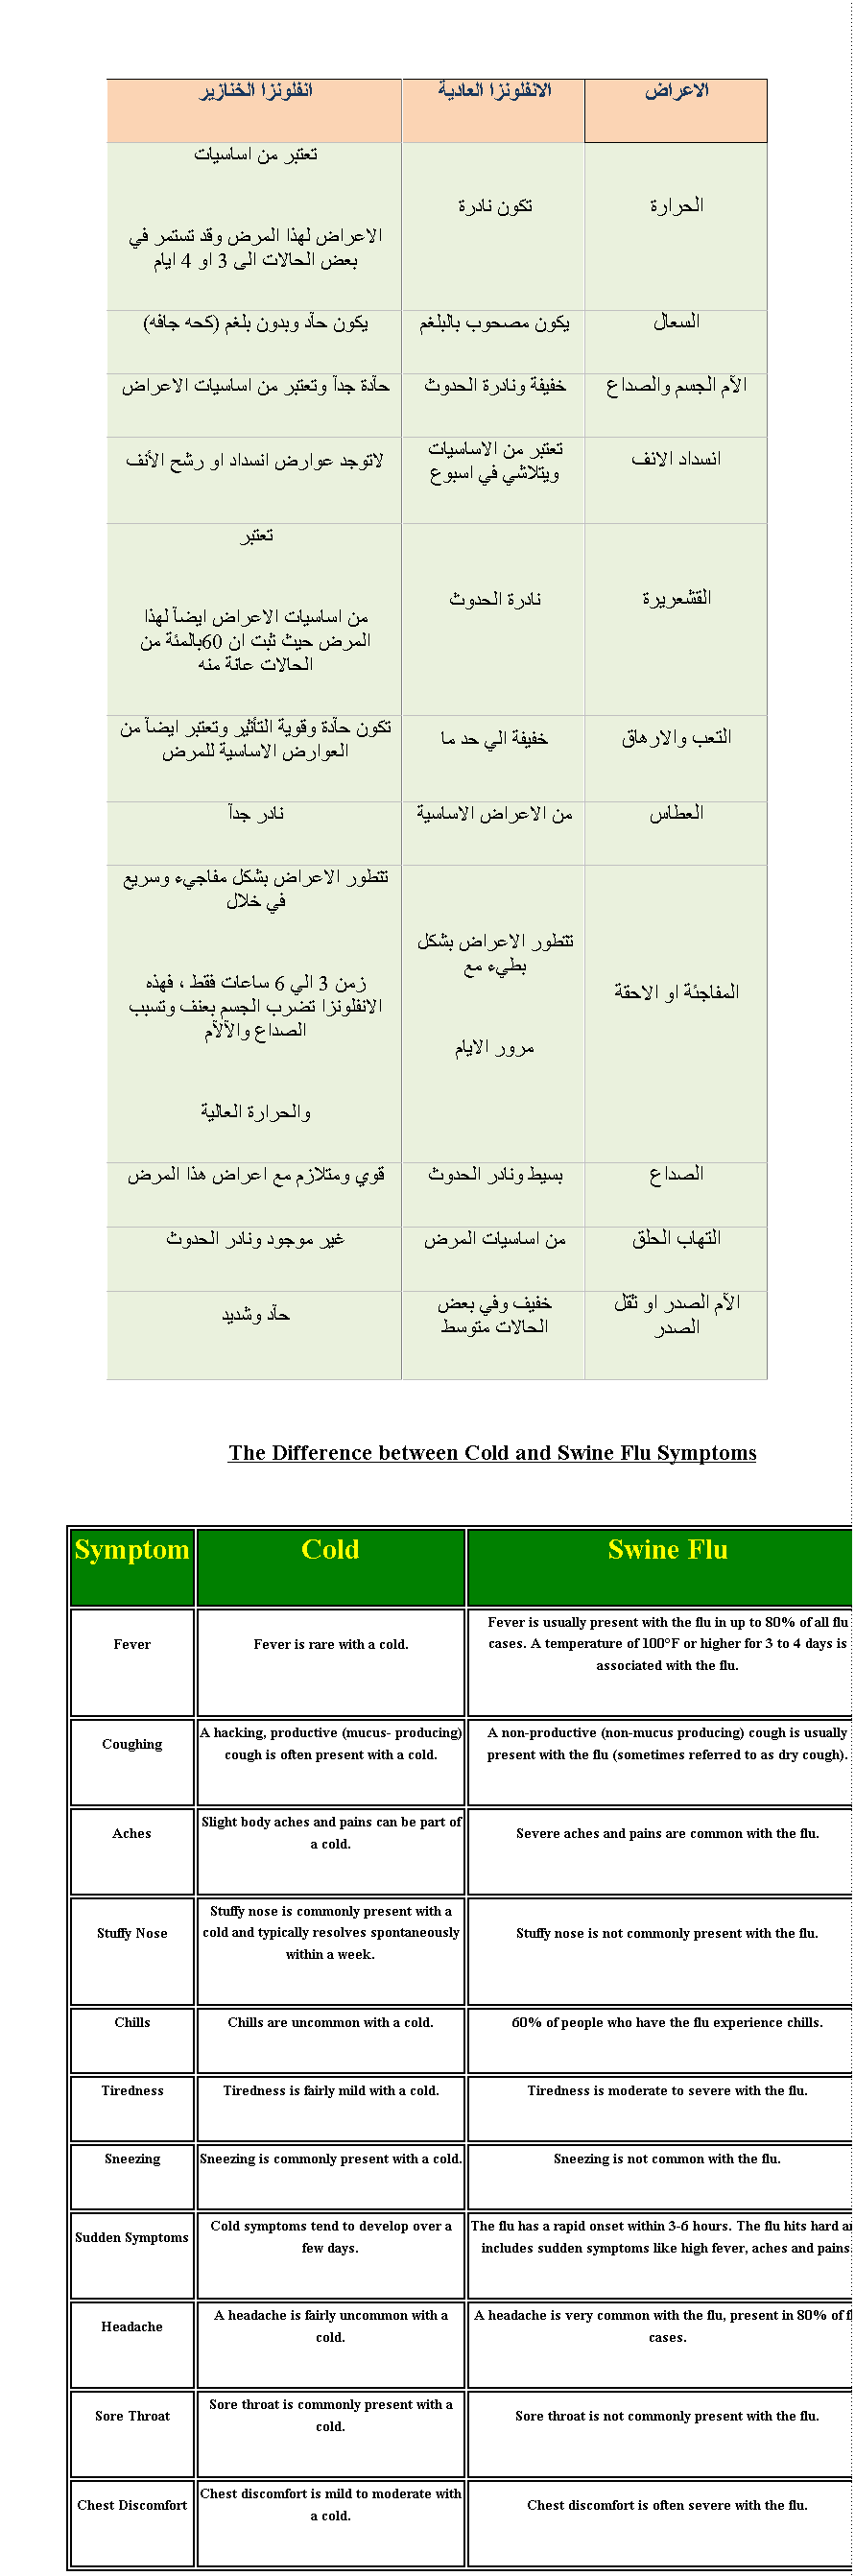 الاعراض
الانفلونزا العادية
انفلونزا الخنازير
الحرارة
تكون نادرة
تعتبر من اساسيات
الاعراض لهذا المرض وقد تستمر في
بعض الحالات الى 3 او 4 ايام
السعال
يكون مصحوب بالبلغم
يكون حآد وبدون بلغم (كحه جافه)
الآم الجسم والصداع
خفيفة ونادرة الحدوث
حآدة جدآ وتعتبر من اساسيات الاعراض
انسداد الانف
تعتبر من الاساسيات
ويتلاشي في اسبوع
لاتوجد عوارض انسداد او رشح الأنف
القشعريرة
نادرة الحدوث
تعتبر
من اساسيات الاعراض ايضآ لهذا
المرض حيث ثبت ان 60بالمئة من
الحالات عانة منه
التعب والارهاق
خفيفة الي حد ما
تكون حآدة وقوية التأثير وتعتبر ايضآ من
العوارض الاساسية للمرض
العطاس
من الاعراض الاساسية
نادر جدآ
المفاجئة او الاحقة
تتطور الاعراض بشكل
بطيء مع
مرور الايام
تتطور الاعراض بشكل مفاجيء وسريع
في خلال
زمن 3 الي 6 ساعات فقط ، فهذه
الانفلونزا تضرب الجسم بعنف وتسبب
الصداع والآلآم
والحرارة العالية
الصداع
بسيط ونادر الحدوث
قوي ومتلازم مع اعراض هذا المرض
التهاب الحلق
من اساسيات المرض
غير موجود ونادر الحدوث
الآم الصدر او ثقل
الصدر
خفيف وفي بعض
الحالات متوسط
حآد وشديد
The Difference between Cold and Swine Flu Symptoms
Symptom
Cold
Swine Flu
Fever
Fever is rare with a cold.
Fever is usually present with the flu in up to 80% of all flu
cases. A temperature of 100°F or higher for 3 to 4 days is
associated with the flu.
Coughing
A hacking, productive (mucus- producing)
cough is often present with a cold.
A non-productive (non-mucus producing) cough is usually
present with the flu (sometimes referred to as dry cough).
Aches
Slight body aches and pains can be part of
a cold.
Severe aches and pains are common with the flu.
Stuffy Nose
Stuffy nose is commonly present with a
cold and typically resolves spontaneously
within a week.
Stuffy nose is not commonly present with the flu.
Chills
Chills are uncommon with a cold.
60% of people who have the flu experience chills.
Tiredness
Tiredness is fairly mild with a cold.
Tiredness is moderate to severe with the flu.
Sneezing
Sneezing is commonly present with a cold.
Sneezing is not common with the flu.
Sudden Symptoms
Cold symptoms tend to develop over a
few days.
The flu has a rapid onset within 3-6 hours. The flu hits hard
includes sudden symptoms like high fever, aches and pains
Headache
A headache is fairly uncommon with a
cold.
A headache is very common with the flu, present in 80% of
cases.
Sore Throat
Sore throat is commonly present with a
cold.
Sore throat is not commonly present with the flu.
Chest Discomfort
Chest discomfort is mild to moderate with
a cold.
Chest discomfort is often severe with the flu.